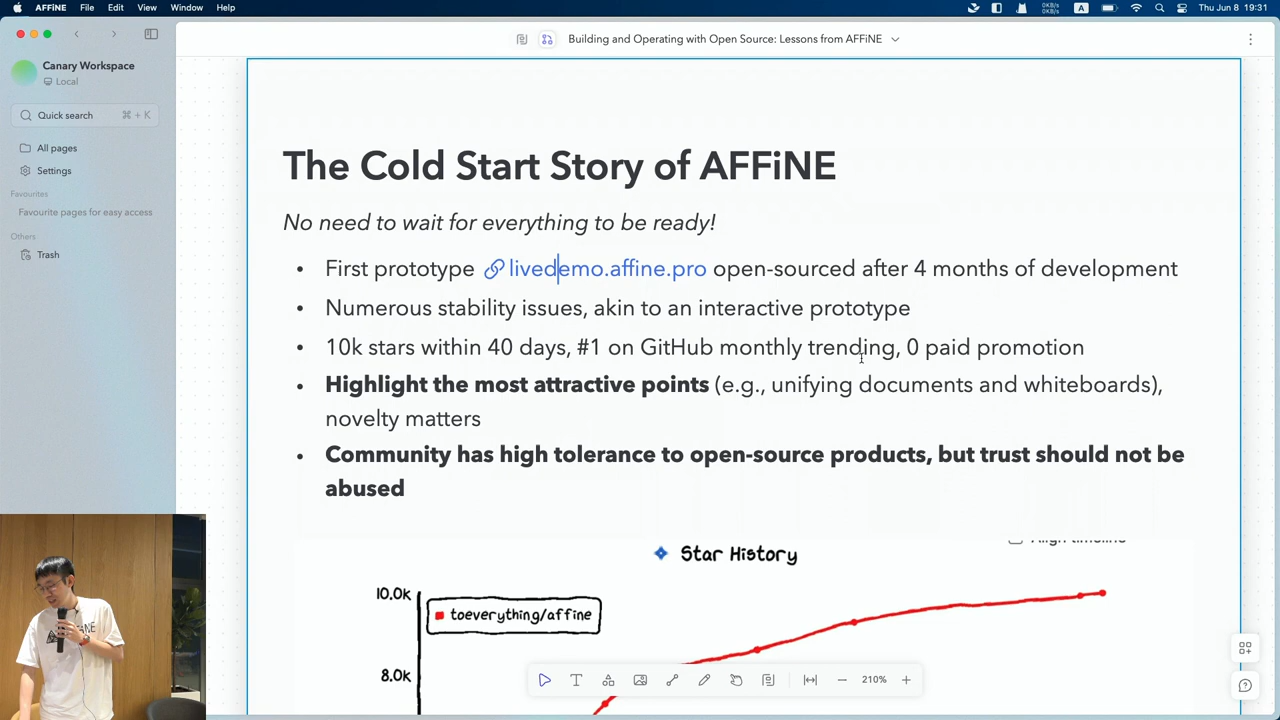 AFFiNE File Edit View Window Help
0KB/s
0KB/s
A
Thu Jun 8 19:31
Building and Operating with Open Source: Lessons from AFFiNE
Canary Workspace
Local
Quick search ⌘ + K
All pages
Settings
Favourites
Favourite pages for easy access
Others
Trash
The Cold Start Story of AFFiNE
No need to wait for everything to be ready!
• First prototype livedemo.affine.pro open-sourced after 4 months of development
• Numerous stability issues, akin to an interactive prototype
• 10k stars within 40 days, #1 on GitHub monthly trending, 0 paid promotion
• Highlight the most attractive points (e.g., unifying documents and whiteboards),
novelty matters
• Community has high tolerance to open-source products, but trust should not be
abused
Align timeline
Star History
10.0k
toeverything/affine
8.0k
T
210%